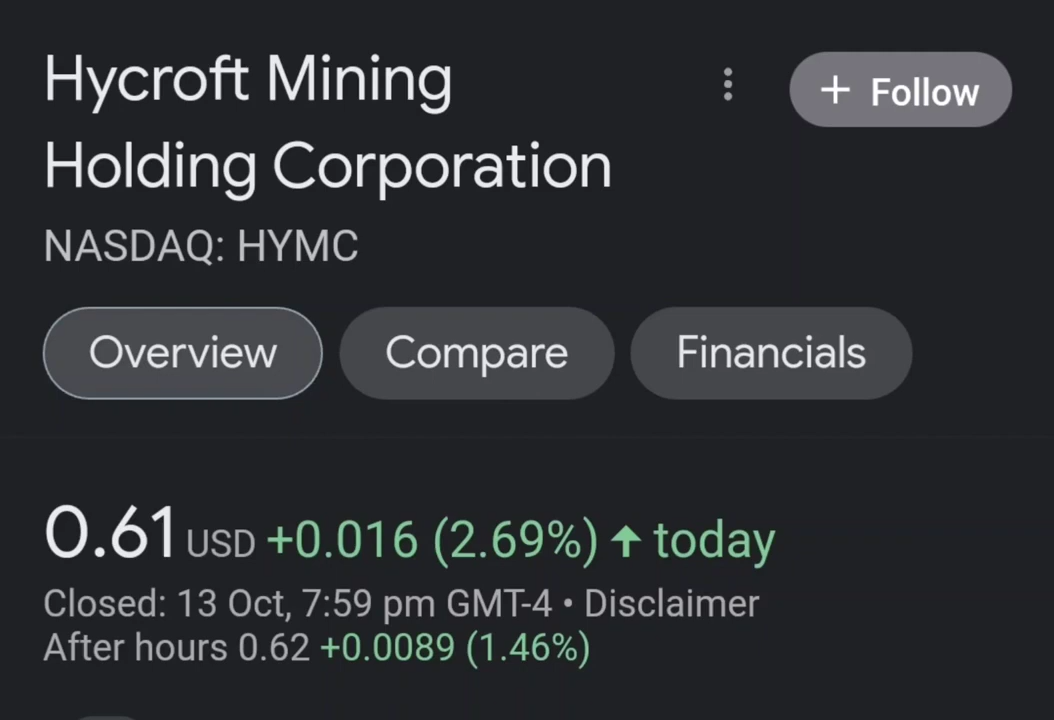 Hycroft Mining
Holding Corporation
+ Follow
NASDAQ: HYMC
Overview Compare Financials
0.61 USD +0.016 (2.69%) ↑ today
Closed: 13 Oct, 7:59 pm GMT-4 • Disclaimer
After hours 0.62 +0.0089 (1.46%)